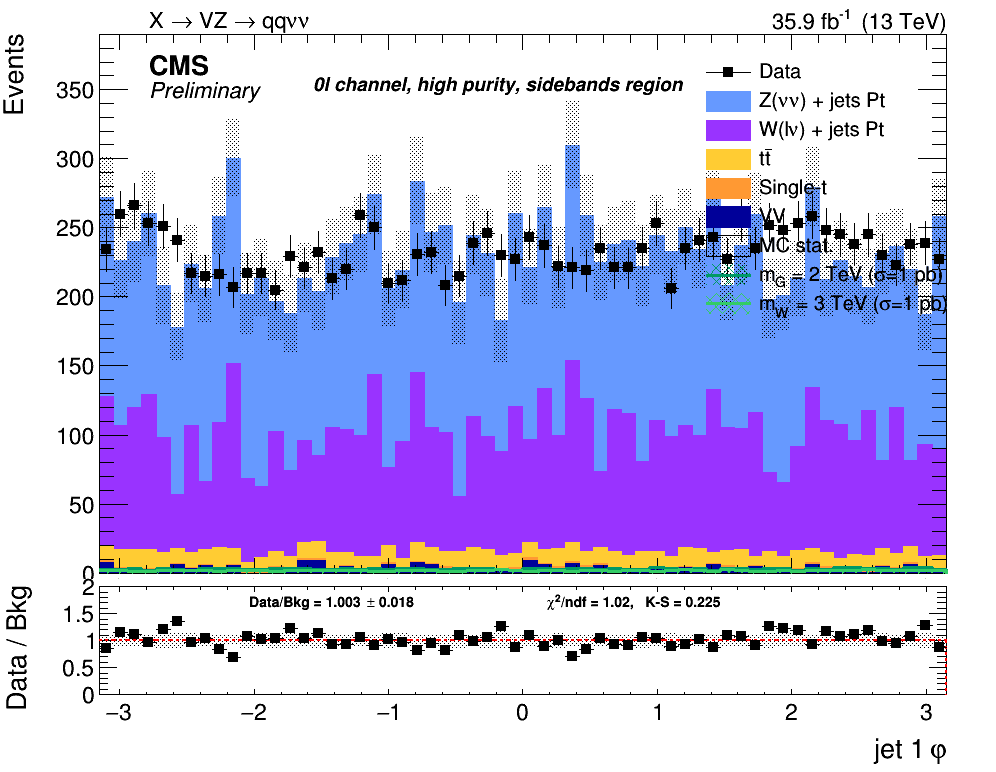 X → VZ → qqνν
35.9 fb⁻¹ (13 TeV)
Events
CMS
Preliminary
0l channel, high purity, sidebands region
Data
Z(νν) + jets Pt
W(lν) + jets Pt
tt̄
Single-t
VV
MC stat.
m_G = 2 TeV (σ=1 pb)
m_W = 3 TeV (σ=1 pb)
350
300
250
200
150
100
50
0
Data / Bkg
2
1.5
1
0.5
0
Data/Bkg = 1.003 ± 0.018
χ²/ndf = 1.02, K-S = 0.225
−3 −2 −1 0 1 2 3
jet 1 φ